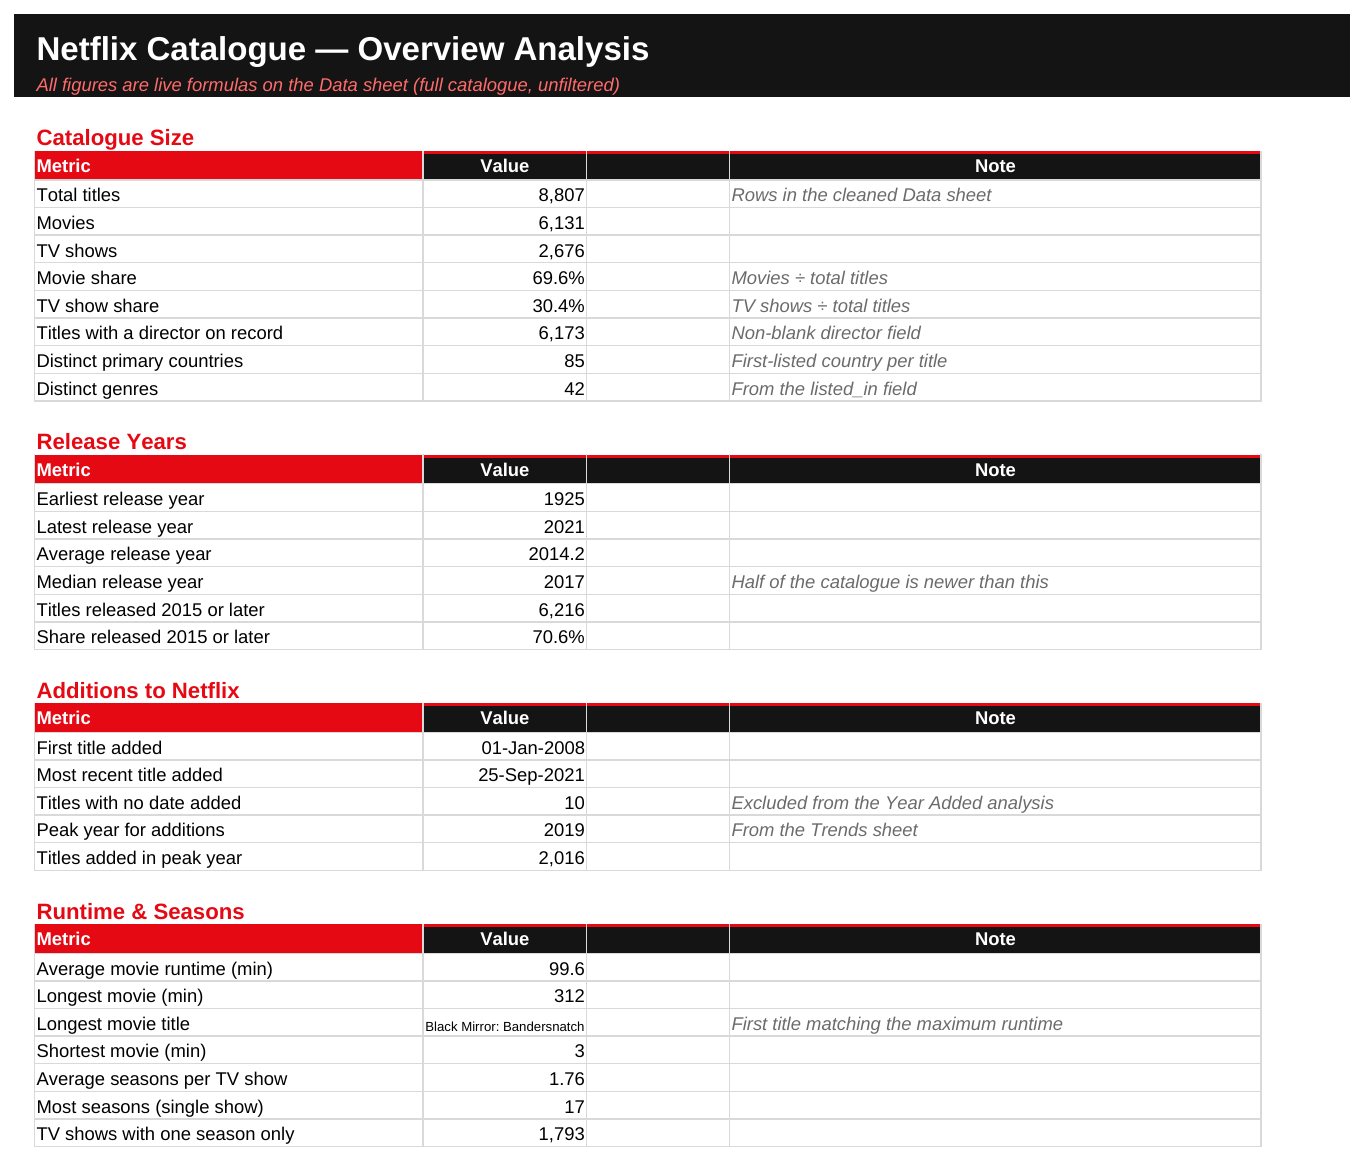 Netflix Catalogue — Overview Analysis
All figures are live formulas on the Data sheet (full catalogue, unfiltered)
Catalogue Size
Metric Value Note
Total titles 8,807 Rows in the cleaned Data sheet
Movies 6,131
TV shows 2,676
Movie share 69.6% Movies ÷ total titles
TV show share 30.4% TV shows ÷ total titles
Titles with a director on record 6,173 Non-blank director field
Distinct primary countries 85 First-listed country per title
Distinct genres 42 From the listed_in field
Release Years
Metric Value Note
Earliest release year 1925
Latest release year 2021
Average release year 2014.2
Median release year 2017 Half of the catalogue is newer than this
Titles released 2015 or later 6,216
Share released 2015 or later 70.6%
Additions to Netflix
Metric Value Note
First title added 01-Jan-2008
Most recent title added 25-Sep-2021
Titles with no date added 10 Excluded from the Year Added analysis
Peak year for additions 2019 From the Trends sheet
Titles added in peak year 2,016
Runtime & Seasons
Metric Value Note
Average movie runtime (min) 99.6
Longest movie (min) 312
Longest movie title Black Mirror: Bandersnatch First title matching the maximum runtime
Shortest movie (min) 3
Average seasons per TV show 1.76
Most seasons (single show) 17
TV shows with one season only 1,793